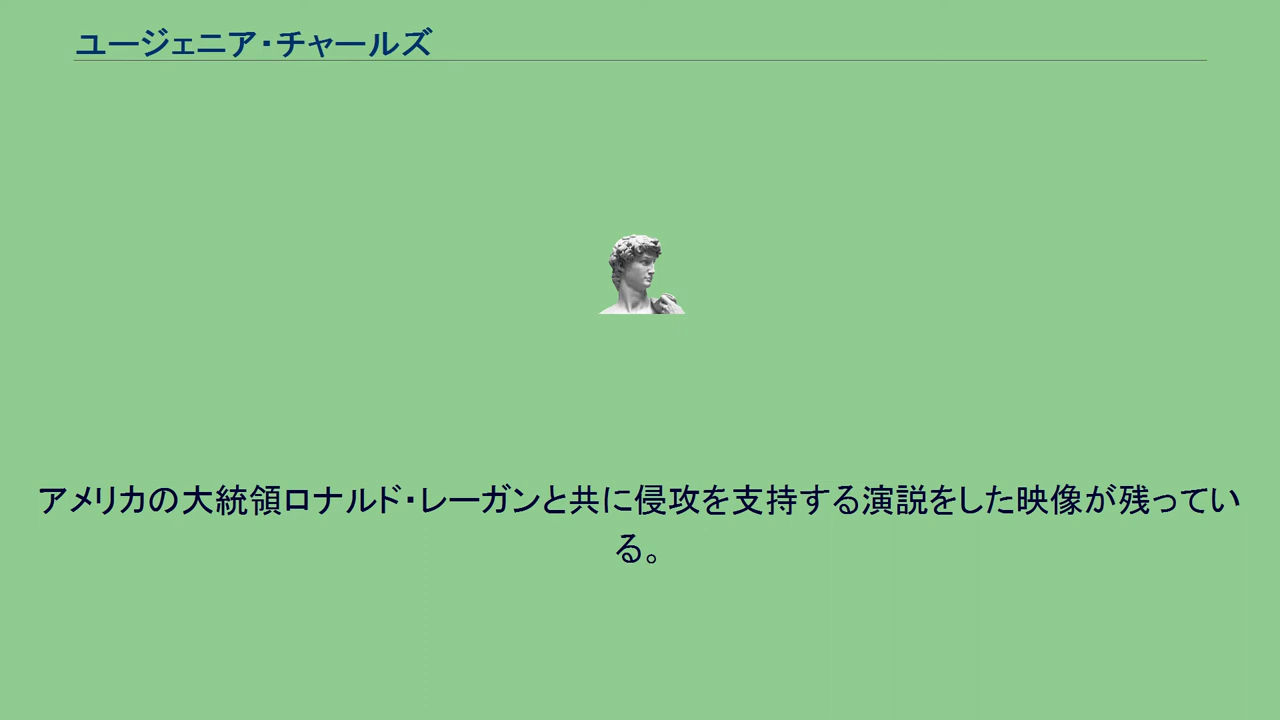 ユージェニア・チャールズ
アメリカの大統領ロナルド・レーガンと共に侵攻を支持する演説をした映像が残ってい
る。